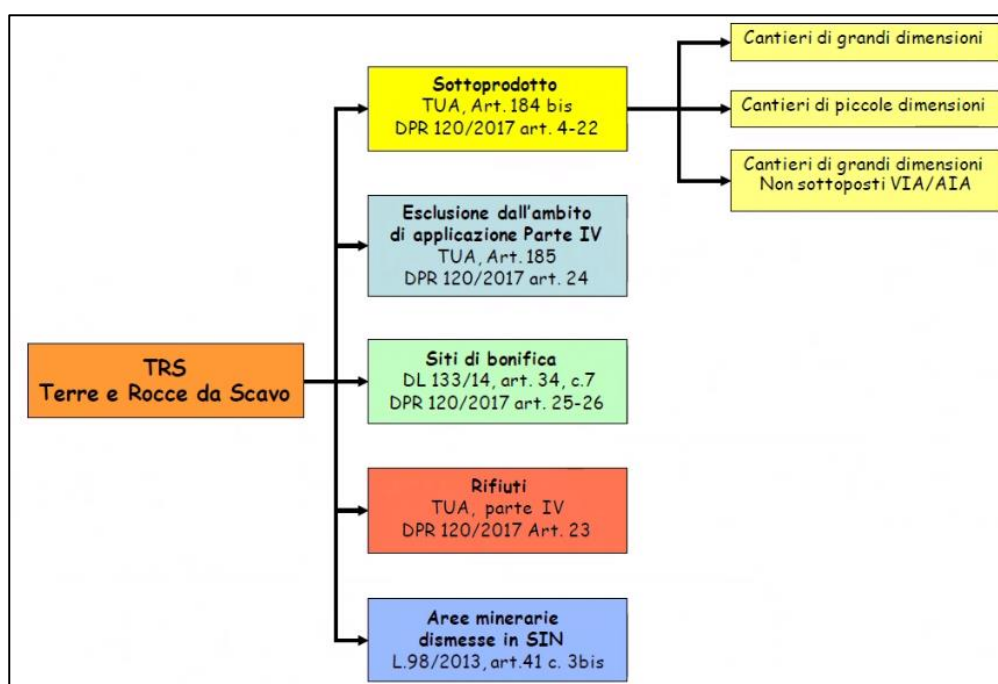 TRS
Terre e Rocce da Scavo
Sottoprodotto
TUA, Art. 184 bis
DPR 120/2017 art. 4-22
Cantieri di grandi dimensioni
Cantieri di piccole dimensioni
Cantieri di grandi dimensioni
Non sottoposti VIA/AIA
Esclusione dall'ambito
di applicazione Parte IV
TUA, Art. 185
DPR 120/2017 art. 24
Siti di bonifica
DL 133/14, art. 34, c.7
DPR 120/2017 art. 25-26
Rifiuti
TUA, parte IV
DPR 120/2017 Art. 23
Aree minerarie
dismesse in SIN
L.98/2013, art.41 c. 3bis